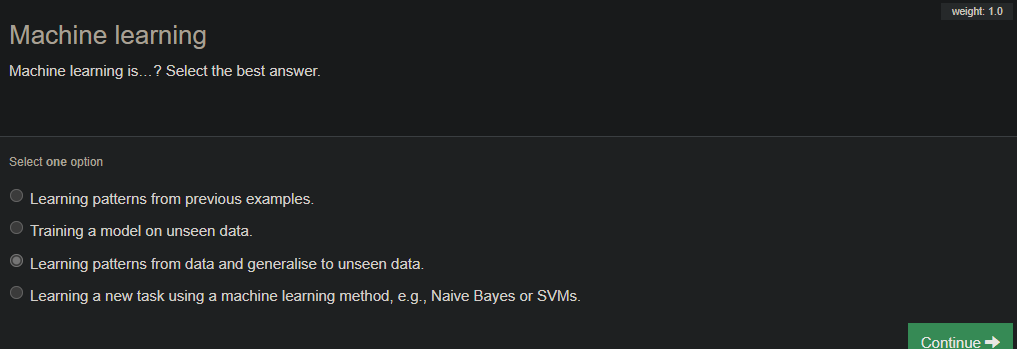 weight: 1.0
Machine learning
Machine learning is...? Select the best answer.
Select one option
Learning patterns from previous examples.
Training a model on unseen data.
Learning patterns from data and generalise to unseen data.
Learning a new task using a machine learning method, e.g., Naive Bayes or SVMs.
Continue